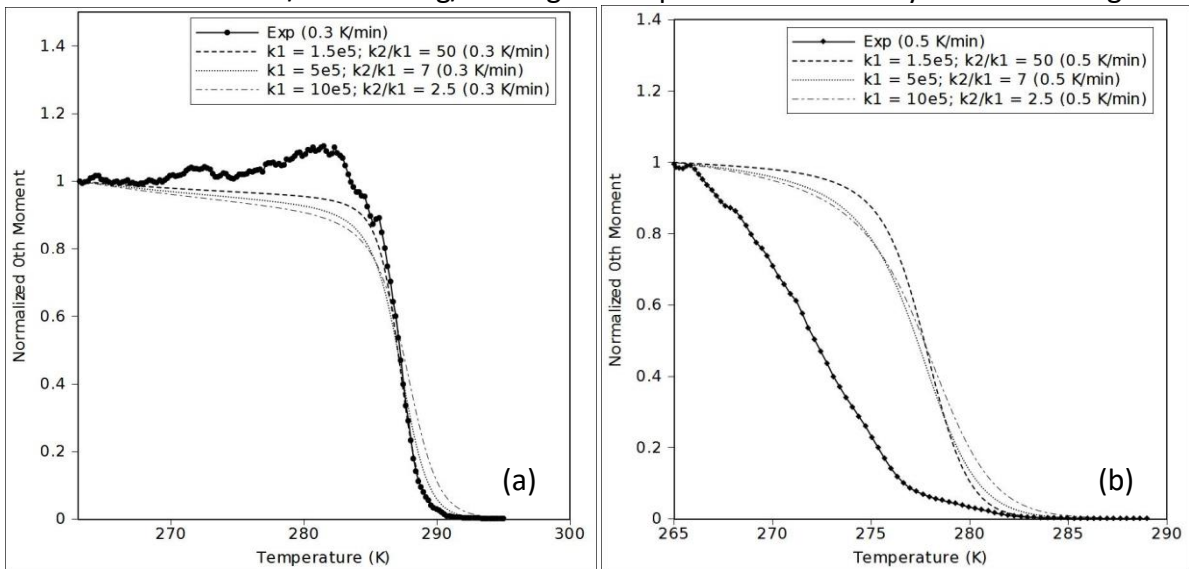 1.4
1.2
1
0.8
0.6
0.4
0.2
0
Normalized 0th Moment
Exp (0.3 K/min)
k1 = 1.5e5; k2/k1 = 50 (0.3 K/min)
k1 = 5e5; k2/k1 = 7 (0.3 K/min)
k1 = 10e5; k2/k1 = 2.5 (0.3 K/min)
(a)
270
280
290
300
Temperature (K)
1.4
1.2
1
0.8
0.6
0.4
0.2
0
Normalized 0th Moment
Exp (0.5 K/min)
k1 = 1.5e5; k2/k1 = 50 (0.5 K/min)
k1 = 5e5; k2/k1 = 7 (0.5 K/min)
k1 = 10e5; k2/k1 = 2.5 (0.5 K/min)
(b)
265
270
275
280
285
290
Temperature (K)